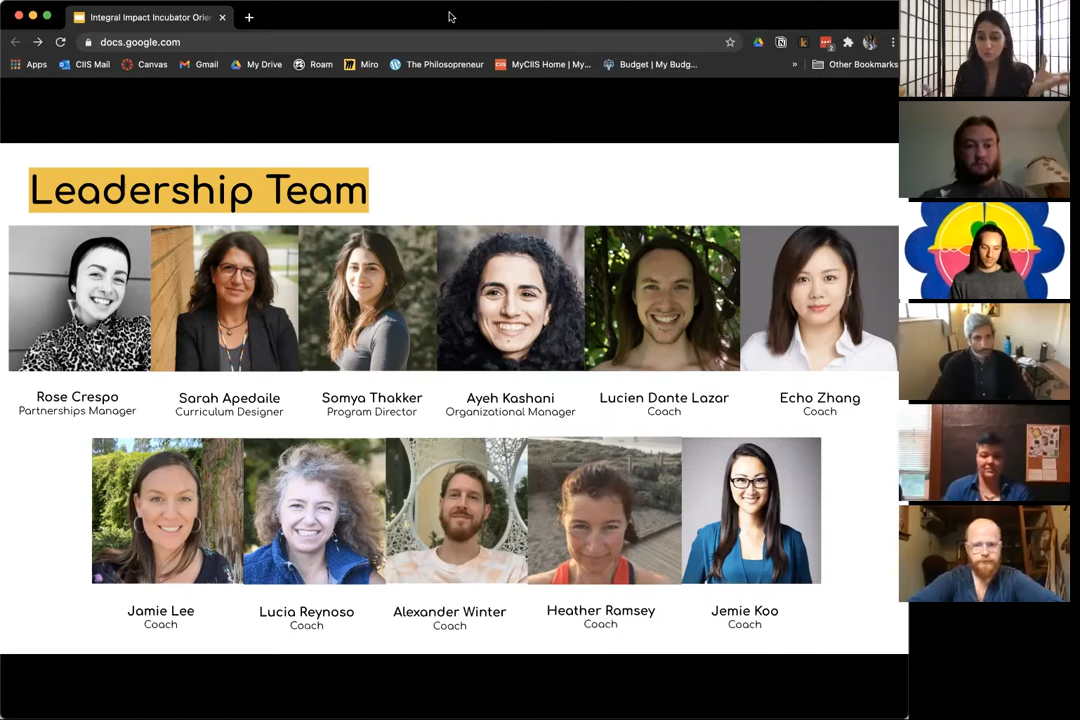 Integral Impact Incubator Orie
docs.google.com
2
Apps CIIS Mail Canvas Gmail My Drive Roam Miro The Philosopreneur MyCIIS Home | My... Budget | My Budg... » Other Bookmarks
Leadership Team
Rose Crespo Sarah Apedaile Somya Thakker Ayeh Kashani Lucien Dante Lazar Echo Zhang
Partnerships Manager Curriculum Designer Program Director Organizational Manager Coach Coach
Jamie Lee Lucia Reynoso Alexander Winter Heather Ramsey Jemie Koo
Coach Coach Coach Coach Coach